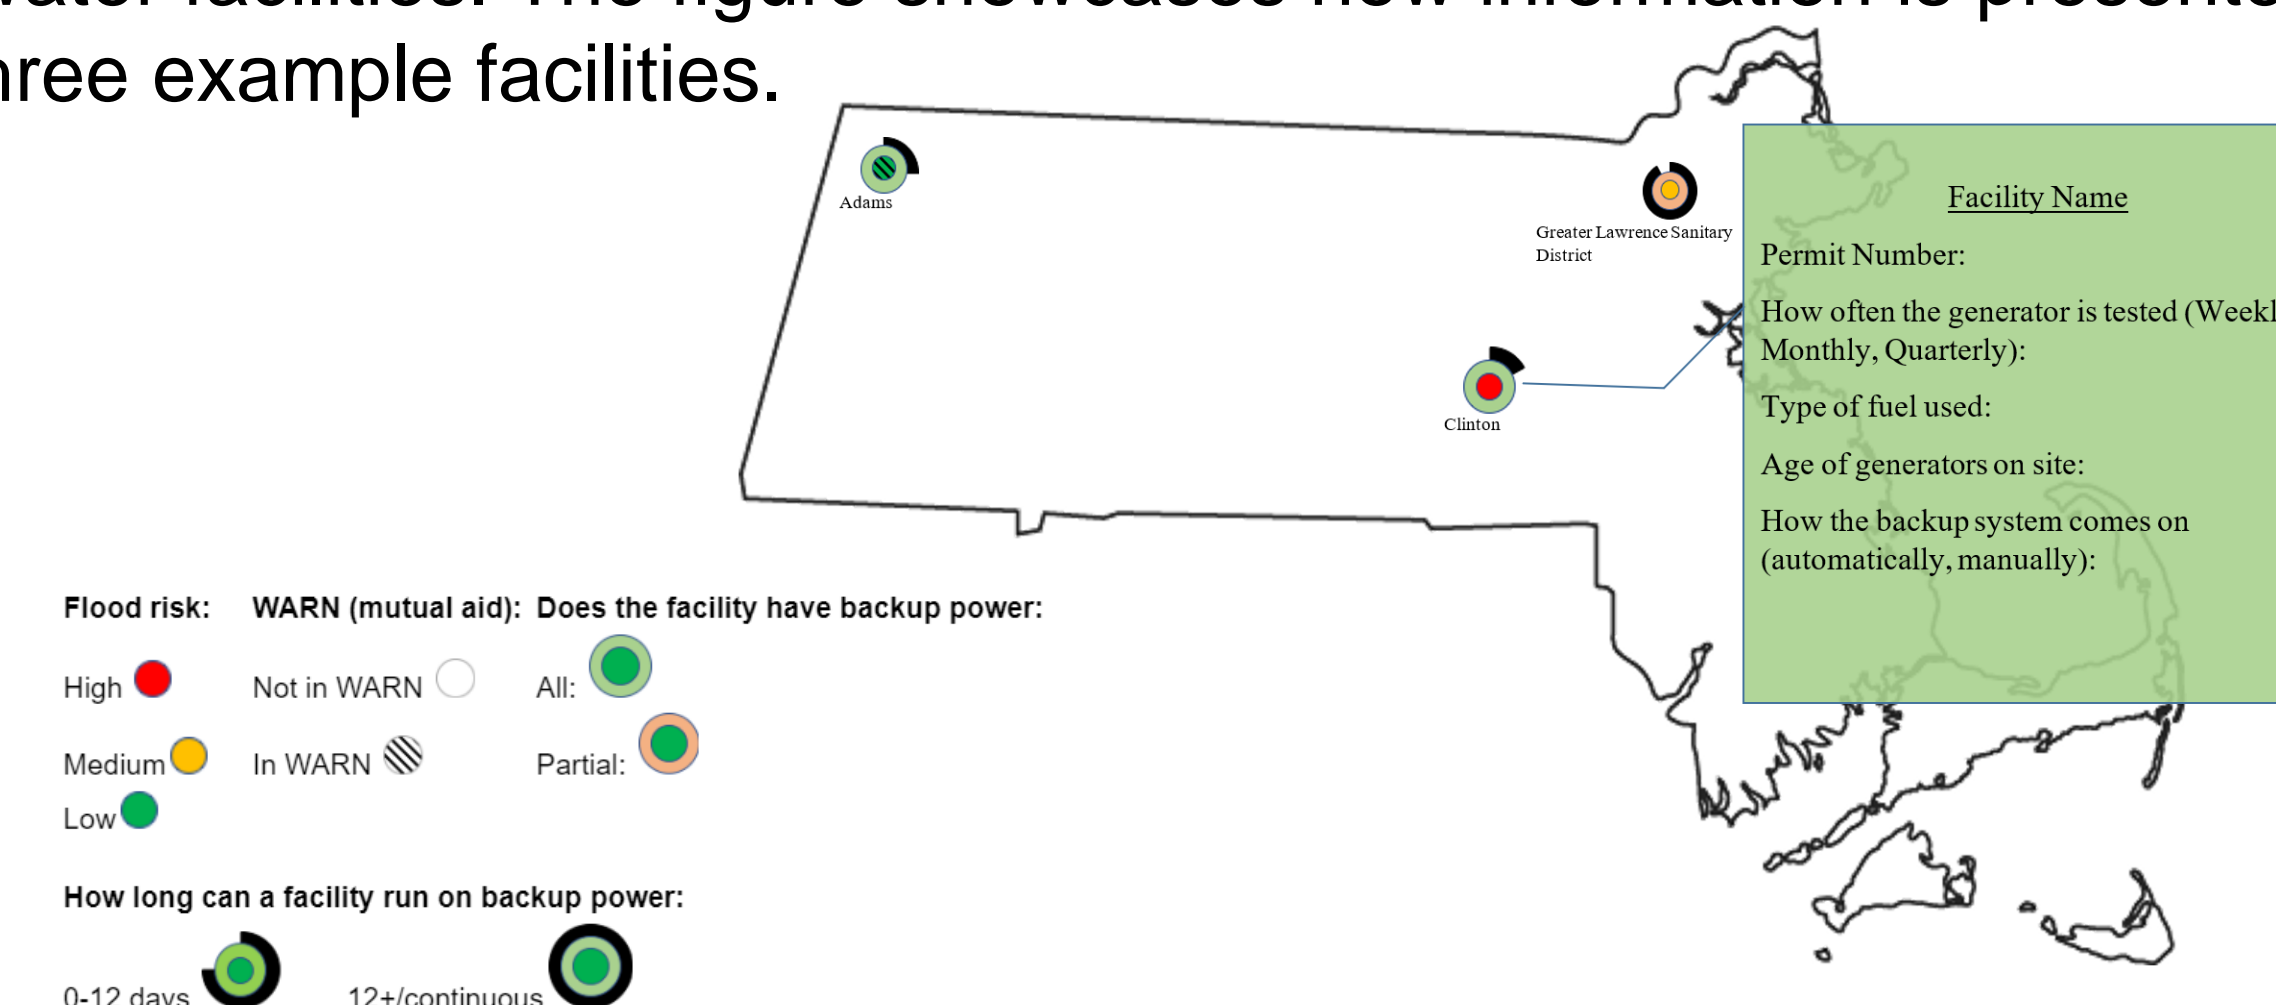 three example facilities.
Adams
Greater Lawrence Sanitary
District
Clinton
Facility Name
Permit Number:
How often the generator is tested
Monthly, Quarterly):
Type of fuel used:
Age of generators on site:
How the backup system comes on
(automatically, manually):
Flood risk: WARN (mutual aid): Does the facility have backup power:
High Not in WARN All:
Medium In WARN Partial:
Low
How long can a facility run on backup power:
0-12 days 12+/continuous